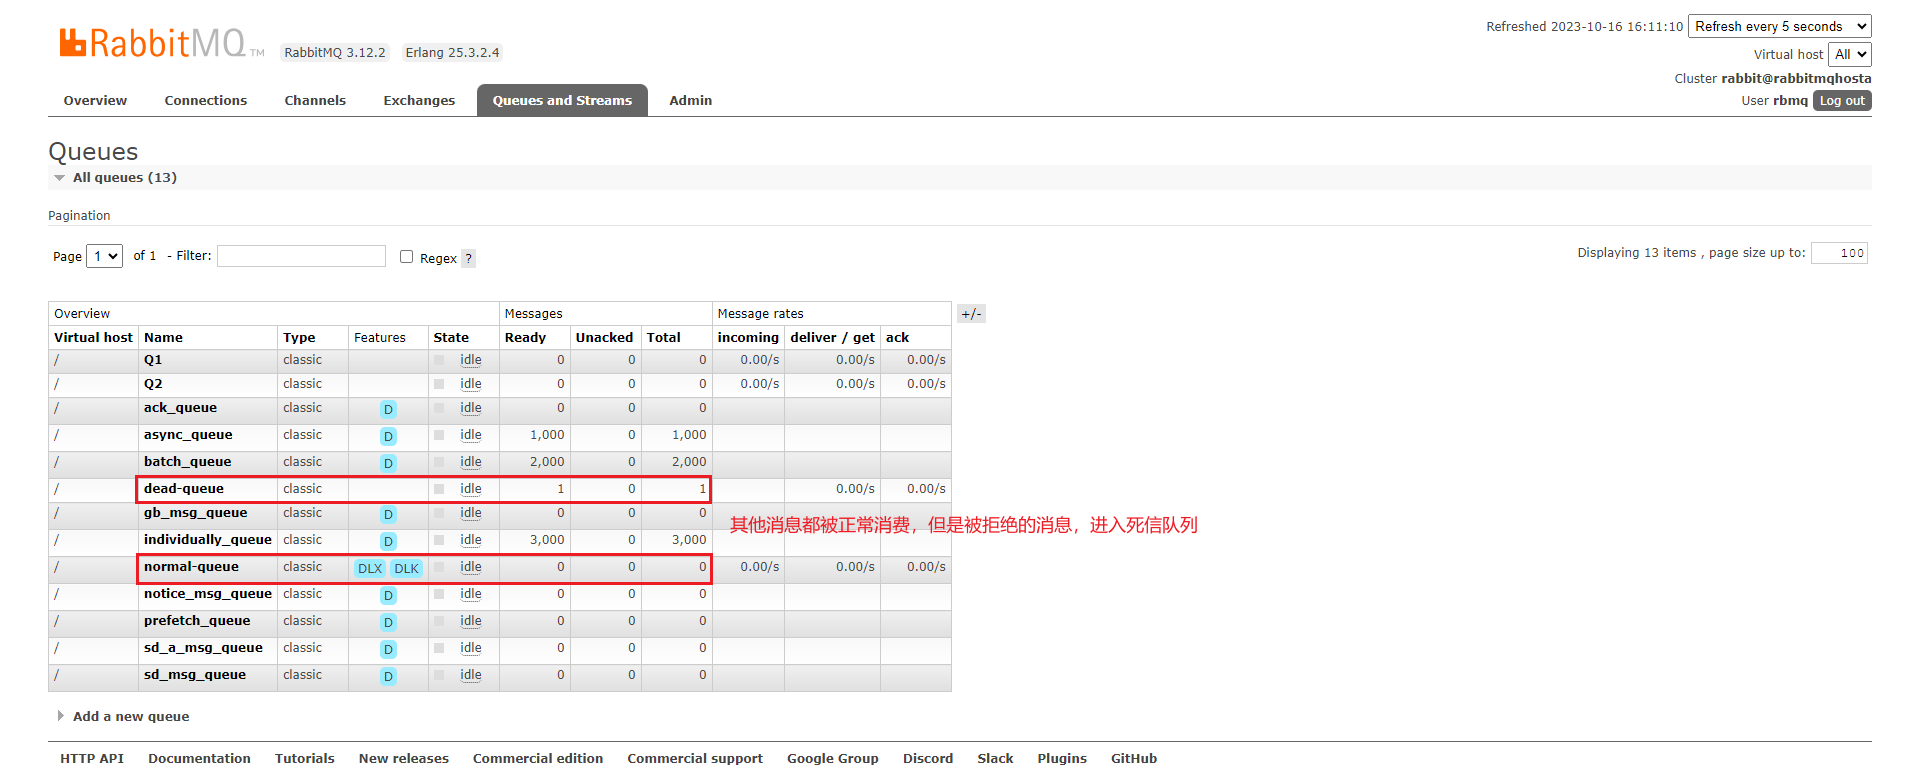 RabbitMQ TM RabbitMQ 3.12.2 Erlang 25.3.2.4
Refreshed 2023-10-16 16:11:10 Refresh every 5 seconds
Virtual host All
Cluster rabbit@rabbitmqhosta
User rbmq Log out
Overview Connections Channels Exchanges Queues and Streams Admin
Queues
All queues (13)
Pagination
Page 1 of 1 - Filter: Regex ? Displaying 13 items , page size up to: 100
Overview Messages Message rates +/-
Virtual host Name Type Features State Ready Unacked Total incoming deliver / get ack
/ Q1 classic idle 0 0 0 0.00/s 0.00/s 0.00/s
/ Q2 classic idle 0 0 0 0.00/s 0.00/s 0.00/s
/ ack_queue classic D idle 0 0 0
/ async_queue classic D idle 1,000 0 1,000
/ batch_queue classic D idle 2,000 0 2,000
/ dead-queue classic idle 1 0 1 0.00/s 0.00/s
/ gb_msg_queue classic D idle 0 0 0
其他消息都被正常消费，但是被拒绝的消息，进入死信队列
/ individually_queue classic D idle 3,000 0 3,000
/ normal-queue classic DLX DLK idle 0 0 0 0.00/s 0.00/s 0.00/s
/ notice_msg_queue classic D idle 0 0 0
/ prefetch_queue classic D idle 0 0 0
/ sd_a_msg_queue classic D idle 0 0 0
/ sd_msg_queue classic D idle 0 0 0
Add a new queue
HTTP API Documentation Tutorials New releases Commercial edition Commercial support Google Group Discord Slack Plugins GitHub